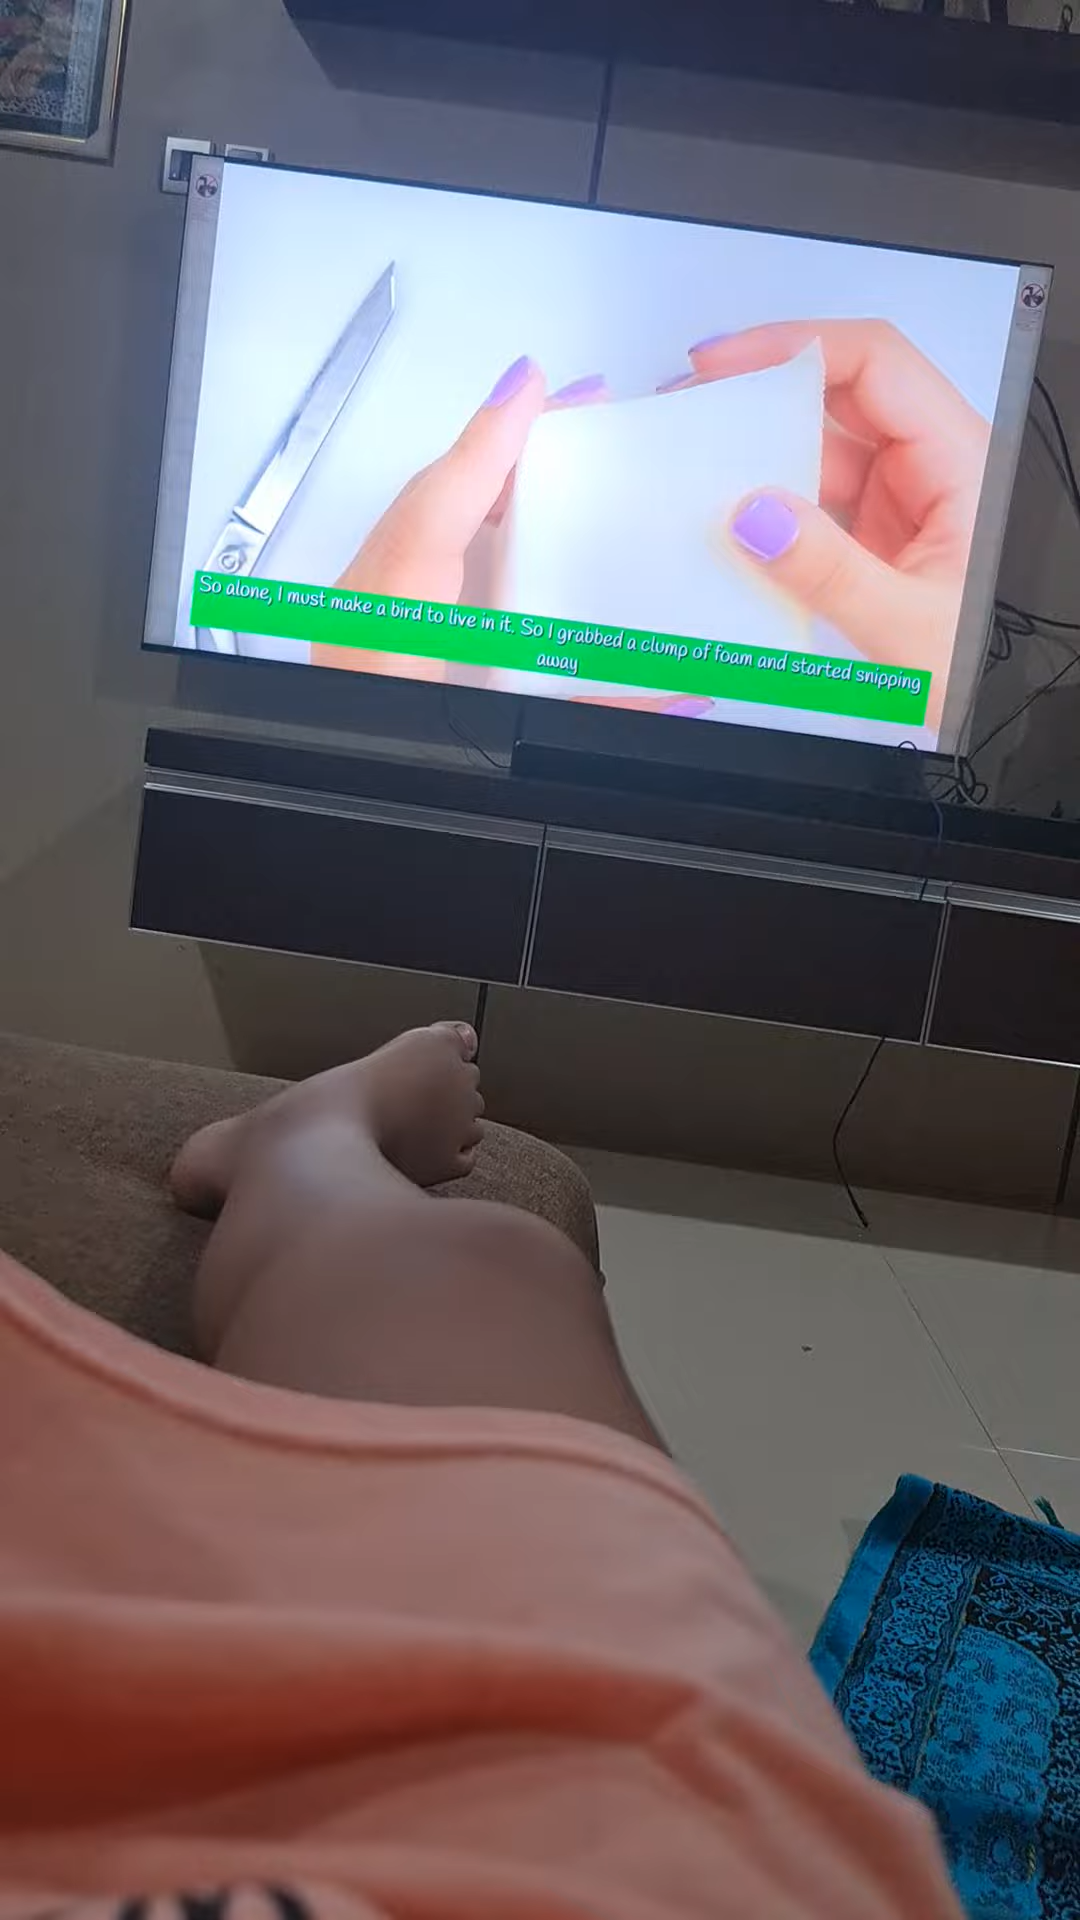 So alone, I must make a bird to live in it. So I grabbed a clump of foam and started snipping
away